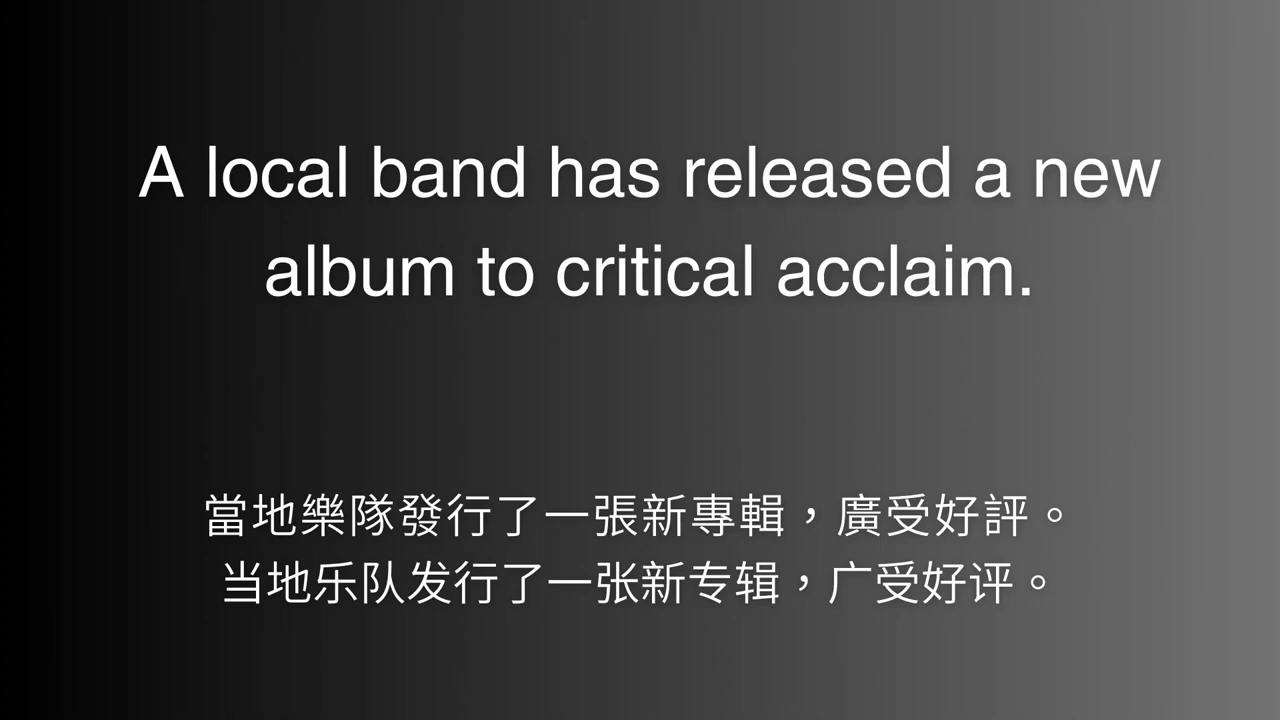 A local band has released a new
album to critical acclaim.
當地樂隊發行了一張新專輯，廣受好評。
当地乐队发行了一张新专辑，广受好评。